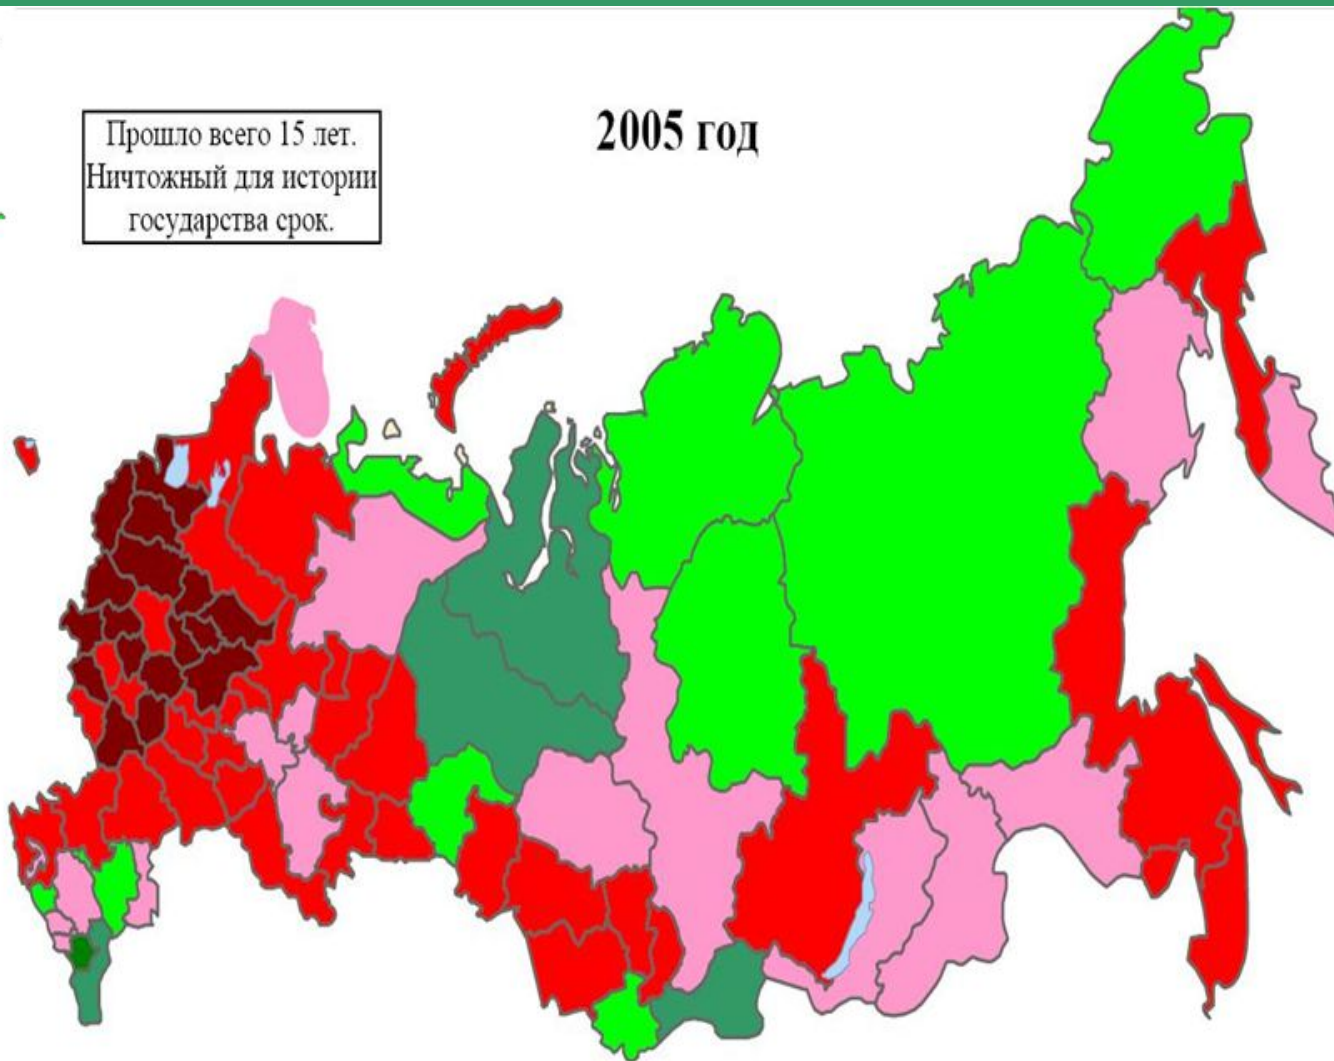 2005 год
Прошло всего 15 лет.
Ничтожный для истории
государства срок.